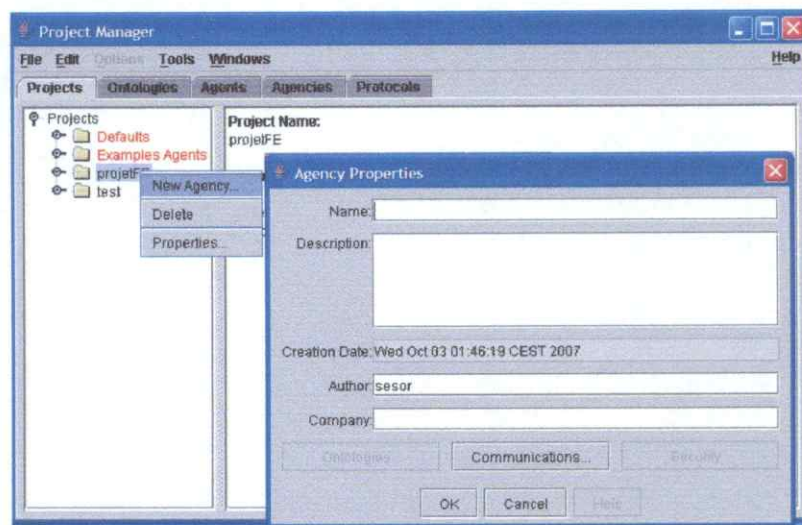 Project Manager
File Edit Options Tools Windows Help
Projects Ontologies Agents Agencies Protocols
Projects
Defaults
Examples Agents
projetF
test
New Agency...
Delete
Properties...
Project Name:
projetFE
Agency Properties
Name:
Description:
Creation Date: Wed Oct 03 01:46:19 CEST 2007
Author: sesor
Company:
Ontologies Communications... Security
OK Cancel Help